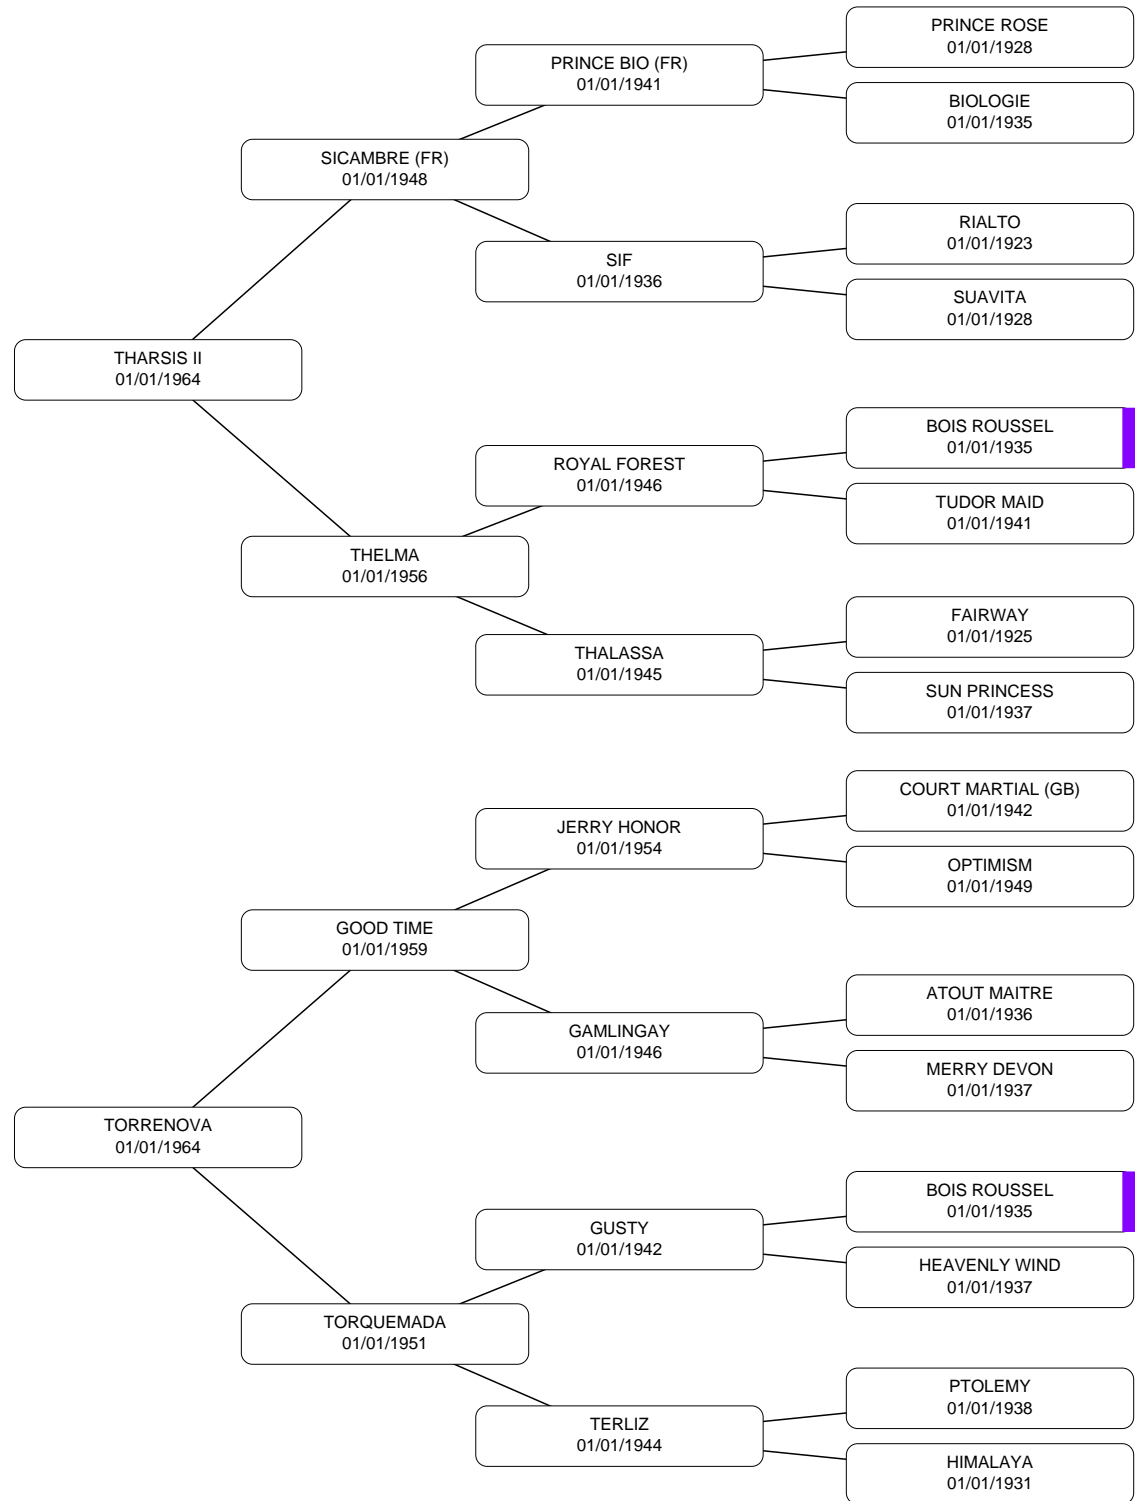 PRINCE ROSE
01/01/1928
PRINCE BIO (FR)
01/01/1941
BIOLOGIE
01/01/1935
SICAMBRE (FR)
01/01/1948
RIALTO
01/01/1923
SIF
01/01/1936
SUAVITA
01/01/1928
THARSIS II
01/01/1964
BOIS ROUSSEL
01/01/1935
ROYAL FOREST
01/01/1946
TUDOR MAID
01/01/1941
THELMA
01/01/1956
FAIRWAY
01/01/1925
THALASSA
01/01/1945
SUN PRINCESS
01/01/1937
COURT MARTIAL (GB)
01/01/1942
JERRY HONOR
01/01/1954
OPTIMISM
01/01/1949
GOOD TIME
01/01/1959
ATOUT MAITRE
01/01/1936
GAMLINGAY
01/01/1946
MERRY DEVON
01/01/1937
TORRENOVA
01/01/1964
BOIS ROUSSEL
01/01/1935
GUSTY
01/01/1942
HEAVENLY WIND
01/01/1937
TORQUEMADA
01/01/1951
PTOLEMY
01/01/1938
TERLIZ
01/01/1944
HIMALAYA
01/01/1931